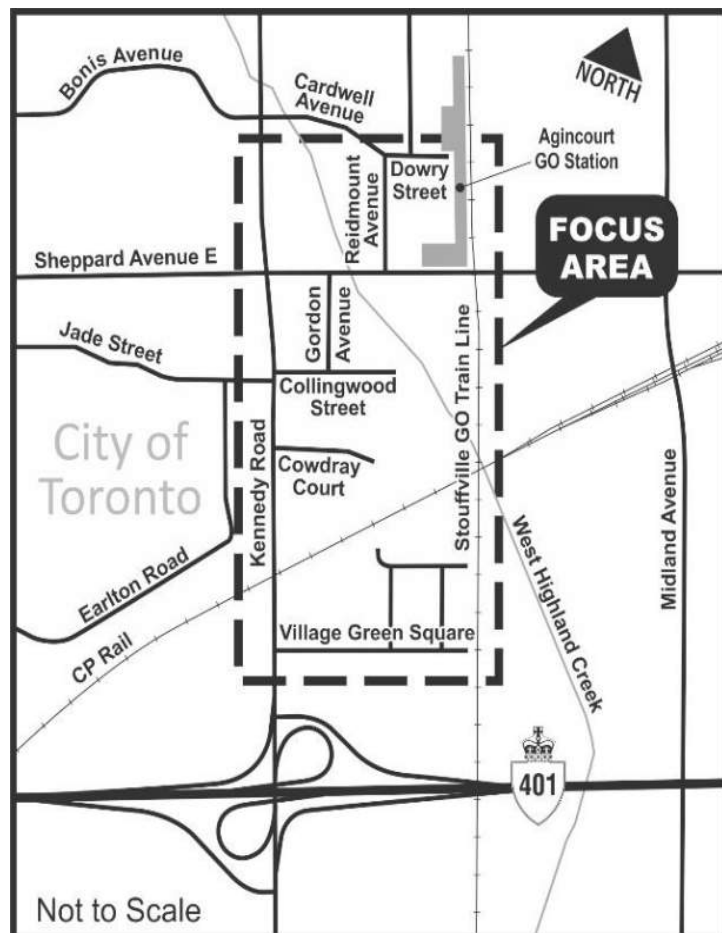 Bonis Avenue
Cardwell
Avenue
NORTH
Agincourt
GO Station
Dowry
Street
Reidmount
Avenue
FOCUS
AREA
Sheppard Avenue E
Gordon
Avenue
Jade Street
Collingwood
Street
Stouffville GO Train Line
City of
Toronto
Kennedy Road
Cowdray
Court
Midland Avenue
Earlton Road
West Highland Creek
CP Rail
Village Green Square
401
Not to Scale